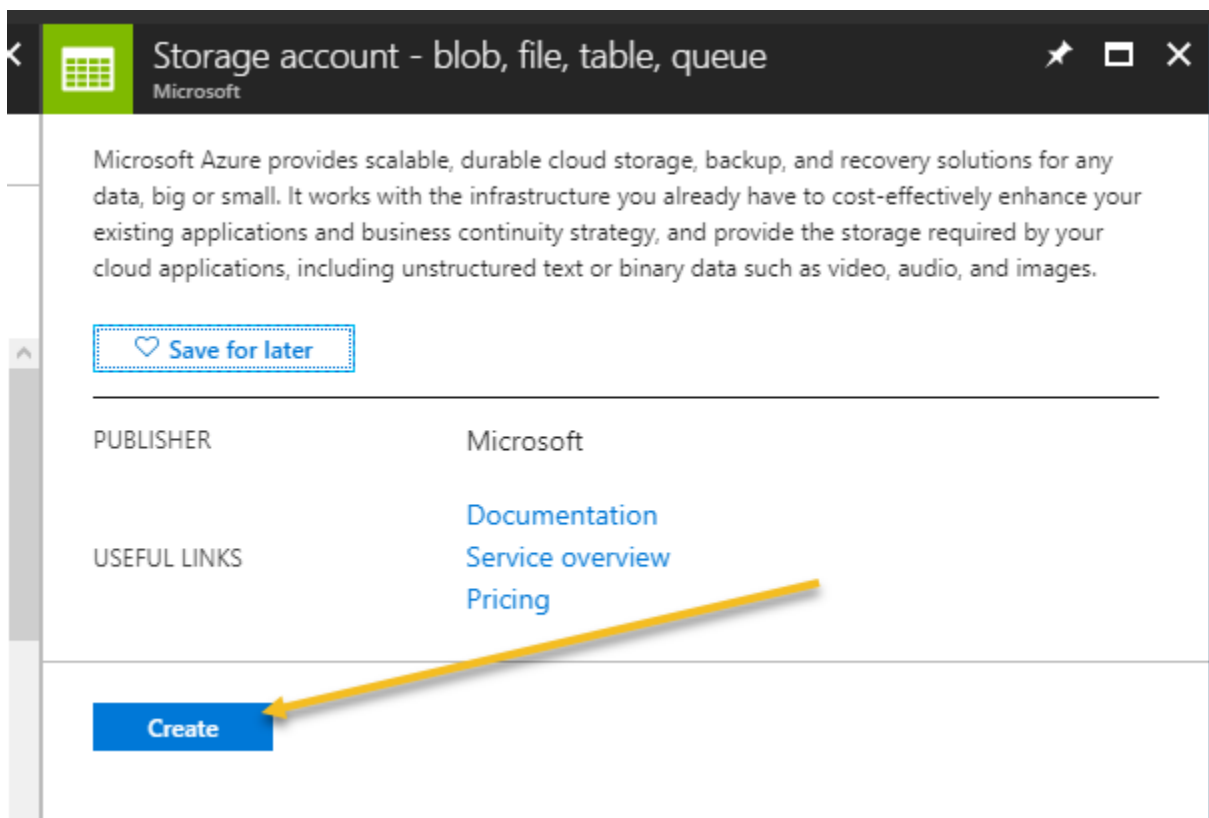 Storage account - blob, file, table, queue
Microsoft
Microsoft Azure provides scalable, durable cloud storage, backup, and recovery solutions for any
data, big or small. It works with the infrastructure you already have to cost-effectively enhance your
existing applications and business continuity strategy, and provide the storage required by your
cloud applications, including unstructured text or binary data such as video, audio, and images.
Save for later
PUBLISHER Microsoft
Documentation
USEFUL LINKS Service overview
Pricing
Create